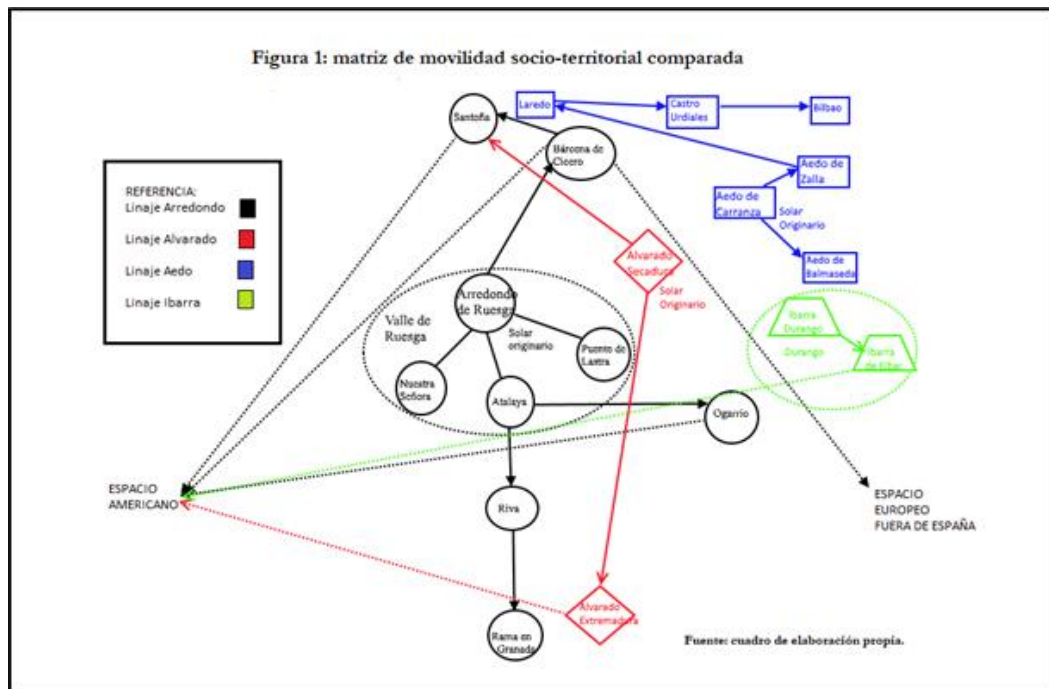 Figura 1: matriz de movilidad socio-territorial comparada
REFERENCIA:
Linaje Arredondo
Linaje Alvarado
Linaje Aedo
Linaje Ibarra
Santoña
Bárcena de
Cicero
Laredo
Castro
Urdiales
Bilbao
Aedo de
Zalla
Aedo de
Carranza
Solar
Originario
Aedo de
Balmaseda
Alvarado
Secadura
Solar
Originario
Valle de
Ruesga
Arredondo
de Ruesga
Solar
originario
Puente de
Lastra
Nuestra
Señora
Atalaya
Ogarrio
Ibarra
Durango
Durango
Ibarra
de Eibar
ESPACIO
AMERICANO
ESPACIO
EUROPEO
FUERA DE ESPAÑA
Riva
Alvarado
Extremadura
Rama en
Granada
Fuente: cuadro de elaboración propia.